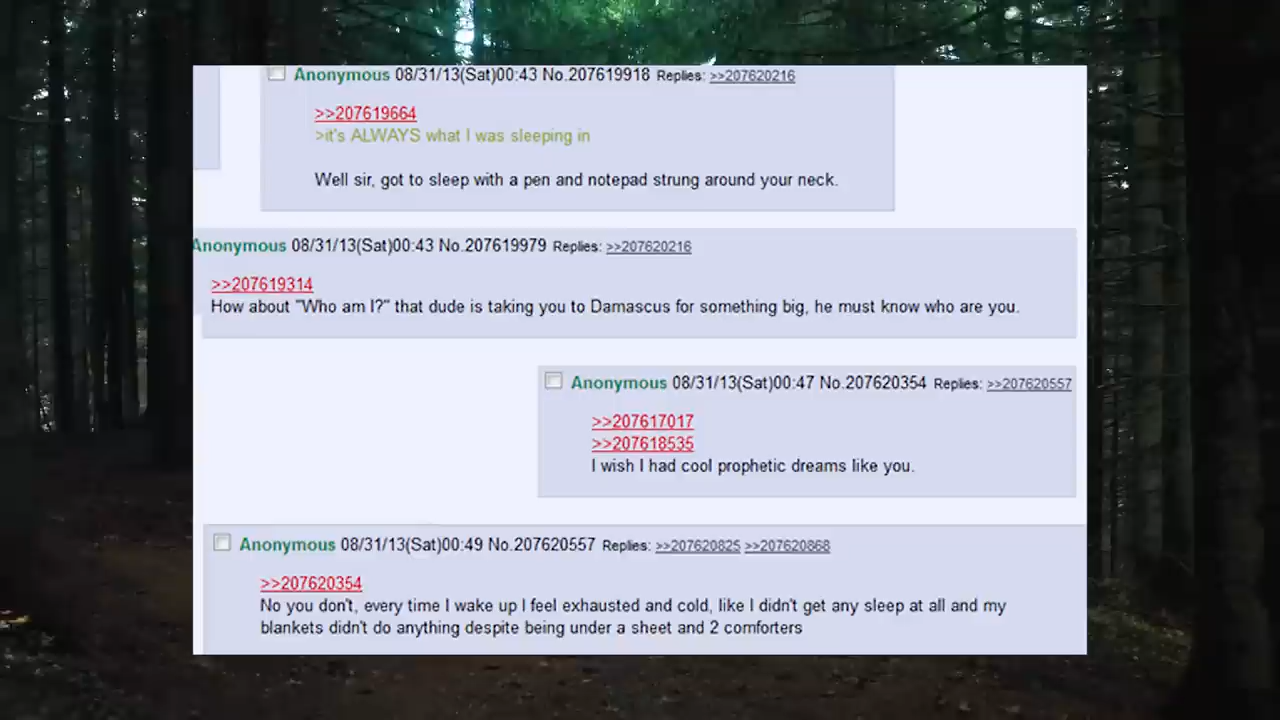 Anonymous 08/31/13(Sat)00:43 No.207619918 Replies: >>207620216
>>207619664
>it's ALWAYS what I was sleeping in
Well sir, got to sleep with a pen and notepad strung around your neck.
Anonymous 08/31/13(Sat)00:43 No.207619979 Replies: >>207620216
>>207619314
How about "Who am I?" that dude is taking you to Damascus for something big, he must know who are you.
Anonymous 08/31/13(Sat)00:47 No.207620354 Replies: >>207620557
>>207617017
>>207618535
I wish I had cool prophetic dreams like you.
Anonymous 08/31/13(Sat)00:49 No.207620557 Replies: >>207620825 >>207620868
>>207620354
No you don't, every time I wake up I feel exhausted and cold, like I didn't get any sleep at all and my
blankets didn't do anything despite being under a sheet and 2 comforters